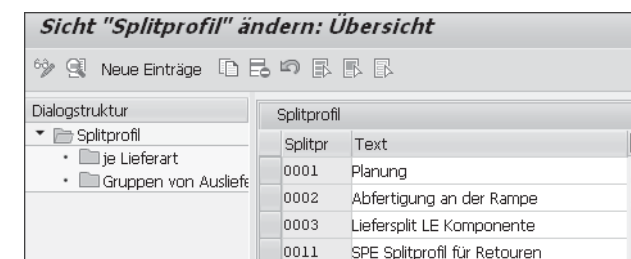 Sicht "Splitprofil" ändern: Übersicht
Neue Einträge
Dialogstruktur
Splitprofil
je Lieferart
Gruppen von Ausliefe
Splitprofil
Splitpr Text
0001 Planung
0002 Abfertigung an der Rampe
0003 Liefersplit LE Komponente
0011 SPE Splitprofil für Retouren